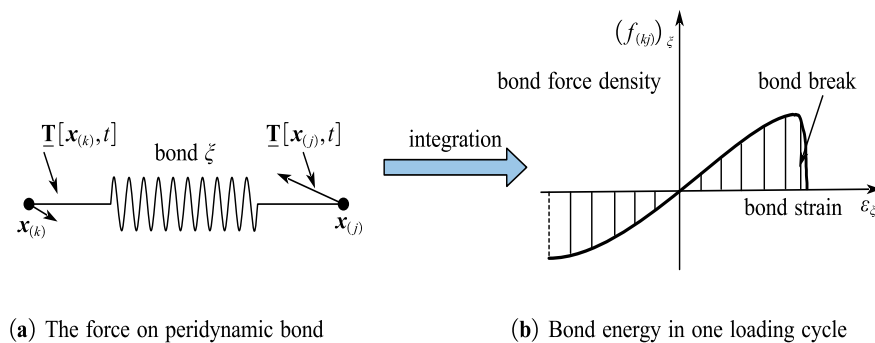 (f(kj))ξ
bond force density
bond break
T[x(k),t]
T[x(j),t]
bond ξ
integration
x(k)
x(j)
bond strain
εξ
(a) The force on peridynamic bond
(b) Bond energy in one loading cycle